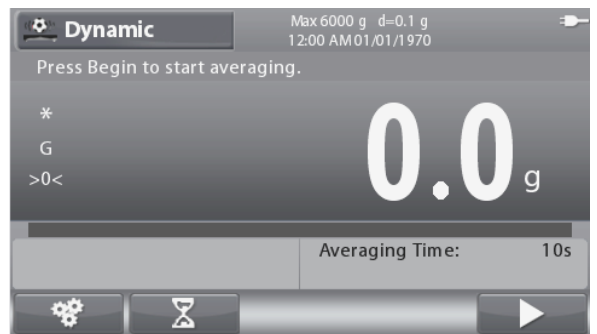 Dynamic
Max 6000 g d=0.1 g
12:00 AM 01/01/1970
Press Begin to start averaging.
*
G
>0<
0.0 g
Averaging Time: 10s